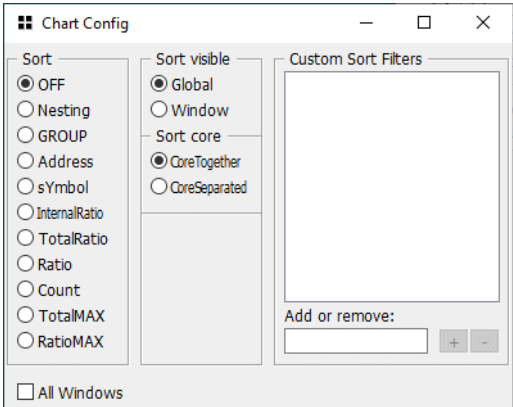 Chart Config
Sort
OFF
Nesting
GROUP
Address
sYmbol
InternalRatio
TotalRatio
Ratio
Count
TotalMAX
RatioMAX
Sort visible
Global
Window
Sort core
CoreTogether
CoreSeparated
Custom Sort Filters
Add or remove:
+ -
All Windows